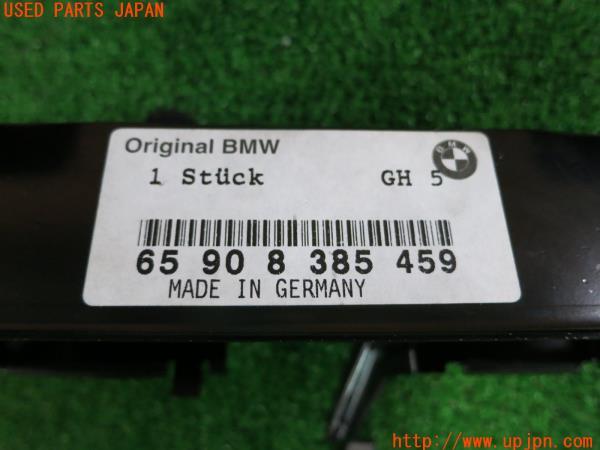 USED PARTS JAPAN
Original BMW
BMW
1 Stück GH 5
65 90 8 385 459
MADE IN GERMANY
http://www.upjpn.com/